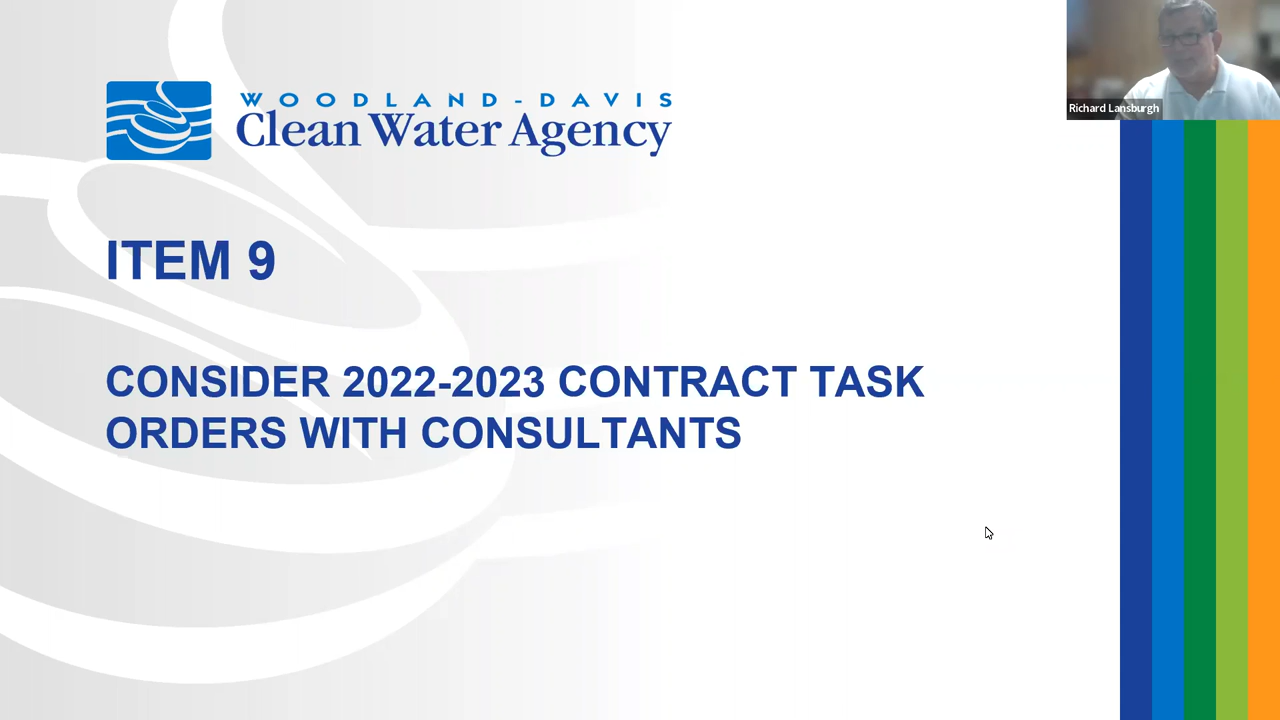 WOODLAND-DAVIS
Clean Water Agency
Richard Lansburgh
ITEM 9
CONSIDER 2022-2023 CONTRACT TASK
ORDERS WITH CONSULTANTS